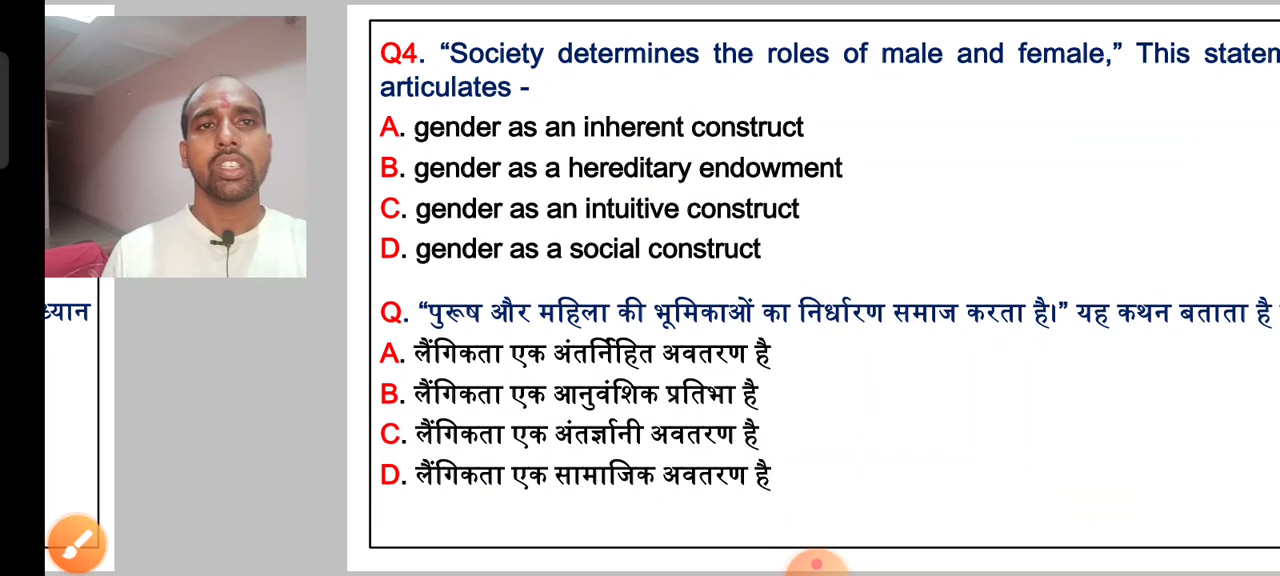 Q4. “Society determines the roles of male and female,” This
articulates -
A. gender as an inherent construct
B. gender as a hereditary endowment
C. gender as an intuitive construct
D. gender as a social construct
Q. “पुरूष और महिला की भूमिकाओं का निर्धारण समाज करता है।” यह कथन बताता है
A. लैंगिकता एक अंतर्निहित अवतरण है
B. लैंगिकता एक आनुवंशिक प्रतिभा है
C. लैंगिकता एक अंतर्ज्ञानी अवतरण है
D. लैंगिकता एक सामाजिक अवतरण है